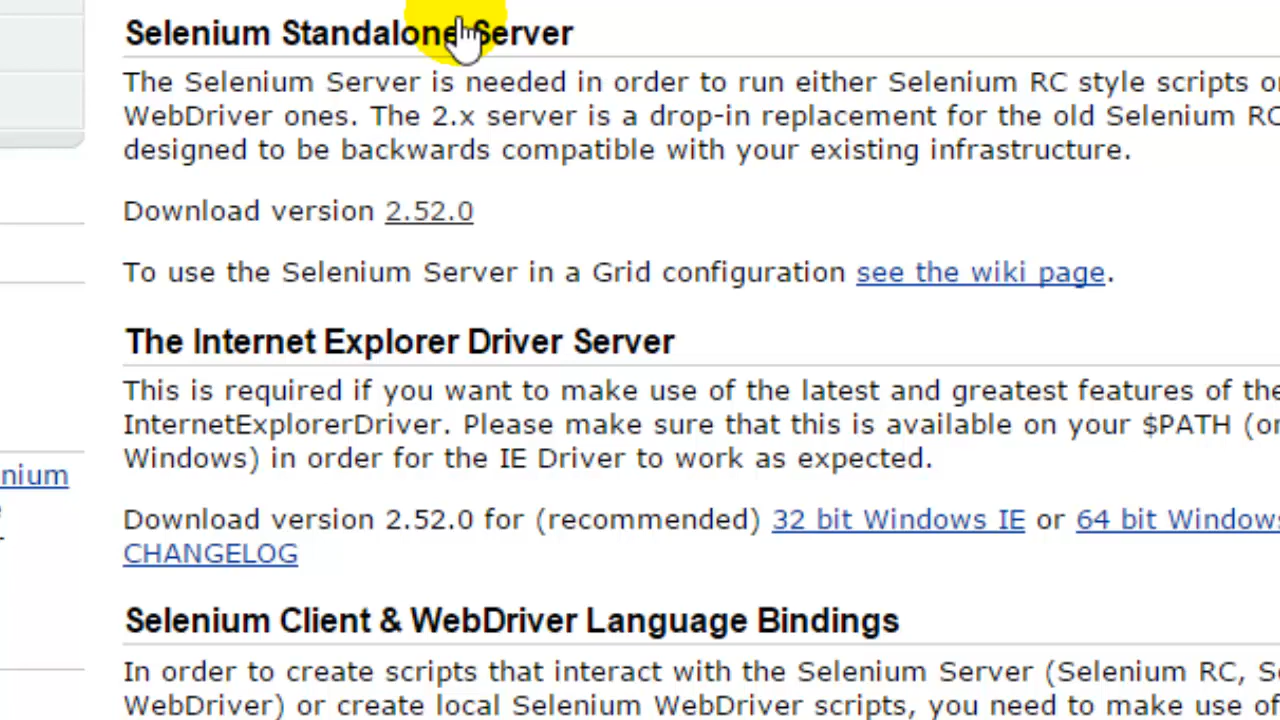 Selenium Standalone Server
The Selenium Server is needed in order to run either Selenium RC style scripts
WebDriver ones. The 2.x server is a drop-in replacement for the old Selenium RC
designed to be backwards compatible with your existing infrastructure.
Download version 2.52.0
To use the Selenium Server in a Grid configuration see the wiki page.
The Internet Explorer Driver Server
This is required if you want to make use of the latest and greatest features of the
InternetExplorerDriver. Please make sure that this is available on your $PATH (or
Windows) in order for the IE Driver to work as expected.
nium
Download version 2.52.0 for (recommended) 32 bit Windows IE or 64 bit Windows
CHANGELOG
Selenium Client & WebDriver Language Bindings
In order to create scripts that interact with the Selenium Server (Selenium RC,
WebDriver) or create local Selenium WebDriver scripts, you need to make use of